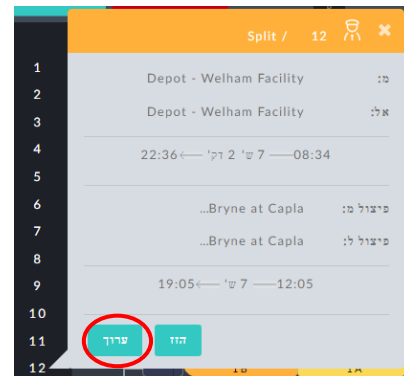 Split / 12
מ: Depot - Welham Facility
אל: Depot - Welham Facility
08:34 —— 7 ש' 2 דק' ——> 22:36
פיצול מ: Bryne at Capla...
פיצול ל: Bryne at Capla...
12:05 —— 7 ש' ——> 19:05
הזז ערוך
1
2
3
4
5
6
7
8
9
10
11
12
1B 1A